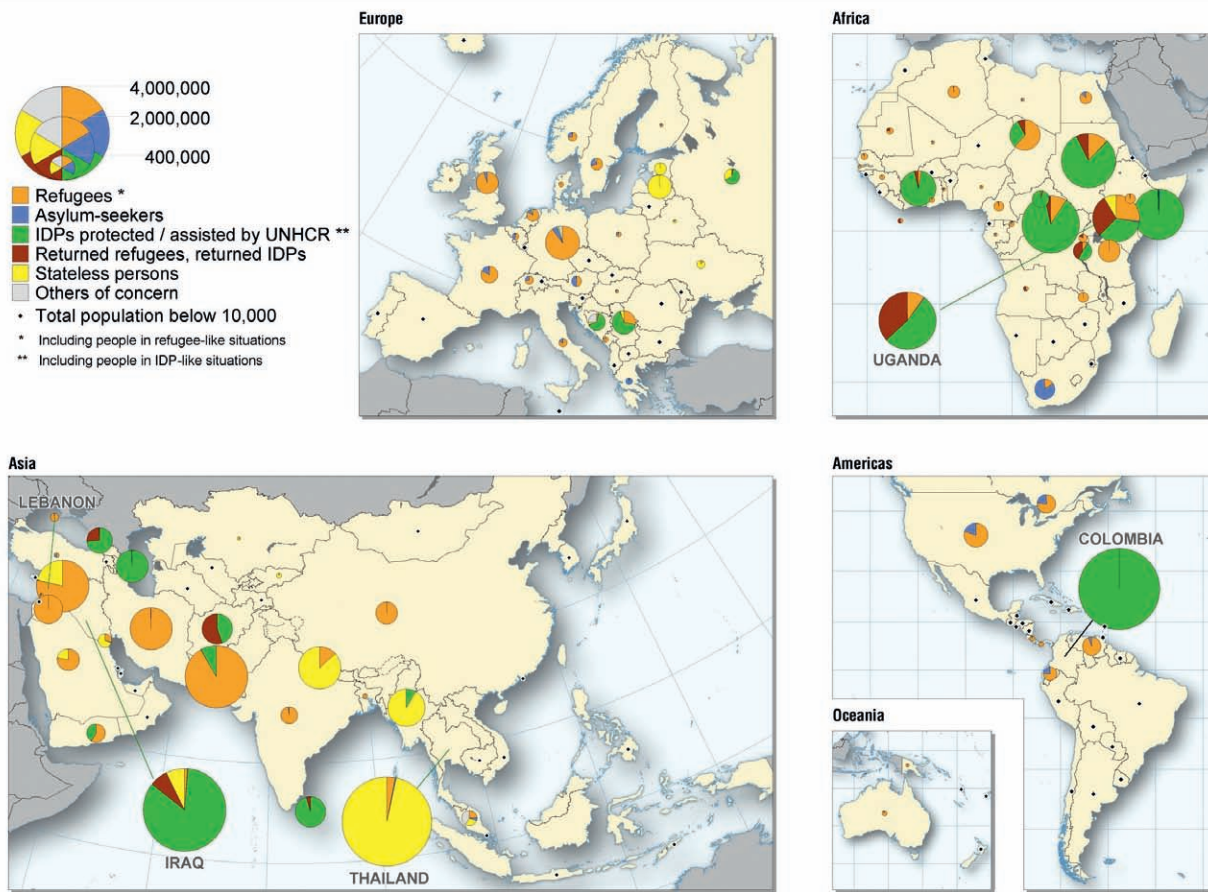 Europe
Africa
4,000,000
2,000,000
400,000
Refugees *
Asylum-seekers
IDPs protected / assisted by UNHCR **
Returned refugees, returned IDPs
Stateless persons
Others of concern
Total population below 10,000
* Including people in refugee-like situations
** Including people in IDP-like situations
UGANDA
Asia
Americas
LEBANON
COLOMBIA
Oceania
IRAQ
THAILAND